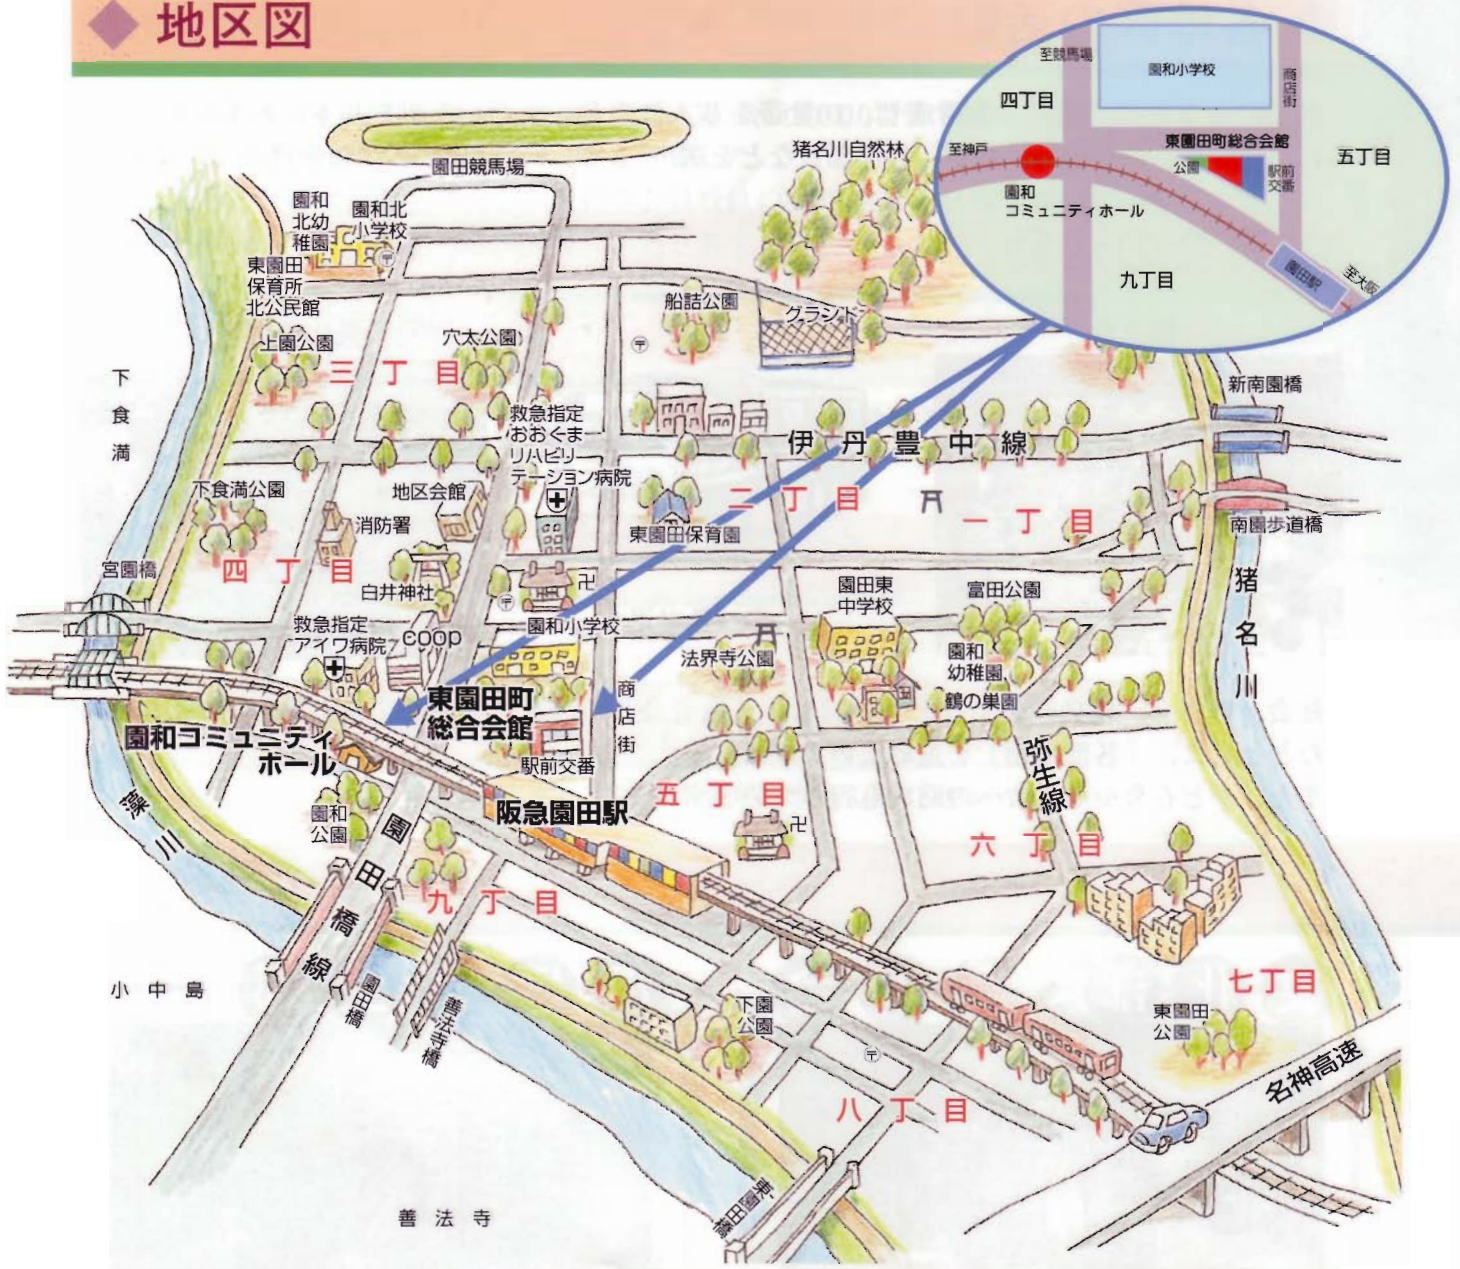 ◆ 地区図
至競馬場
園和小学校
商店街
四丁目
東園田町総合会館
五丁目
至神戸
公園
駅前
交番
園和
コミュニティホール
九丁目
園田駅
至大阪
園田競馬場
猪名川自然林
園和
北幼
稚園
園和北
小学校
東園田
保育所
北公民館
船詰公園
グランド
上園公園
穴太公園
三丁目
下食満
新南園橋
救急指定
おおくま
リハビリ
テーション病院
伊丹豊中線
下食満公園
地区会館
二丁目
一丁目
消防署
東園田保育園
南園歩道橋
宮園橋
四丁目
白井神社
卍
園田東
中学校
富田公園
猪名川
救急指定
アイワ病院
coop
園和小学校
法界寺公園
園和
幼稚園
鶴の巣園
東園田町
総合会館
商店街
園和コミュニティ
ホール
駅前交番
弥生線
藻川
五丁目
阪急園田駅
園和
公園
園田橋線
卍
六丁目
九丁目
七丁目
小中島
園田橋
善法寺橋
下園
公園
東園田
公園
〒
名神高速
八丁目
東園田橋
善法寺